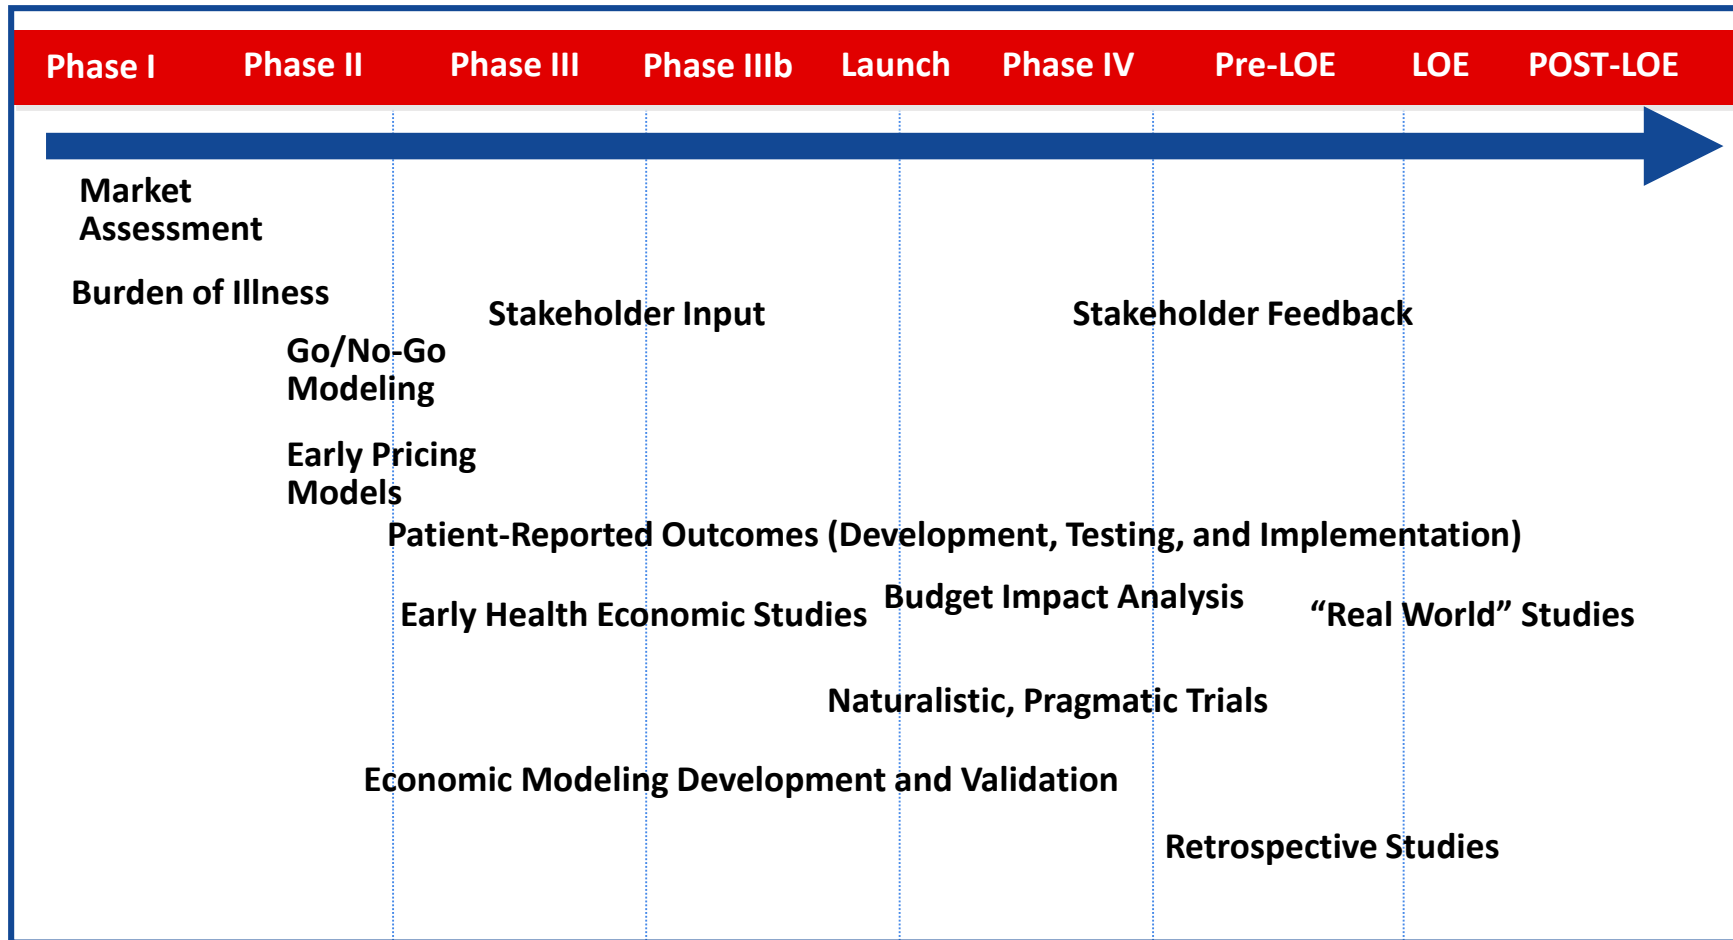 Phase I Phase II Phase III Phase IIIb Launch Phase IV Pre-LOE LOE POST-LOE
Market
Assessment
Burden of Illness
Stakeholder Input
Stakeholder Feedback
Go/No-Go
Modeling
Early Pricing
Models
Patient-Reported Outcomes (Development, Testing, and Implementation)
Early Health Economic Studies
Budget Impact Analysis
“Real World” Studies
Naturalistic, Pragmatic Trials
Economic Modeling Development and Validation
Retrospective Studies